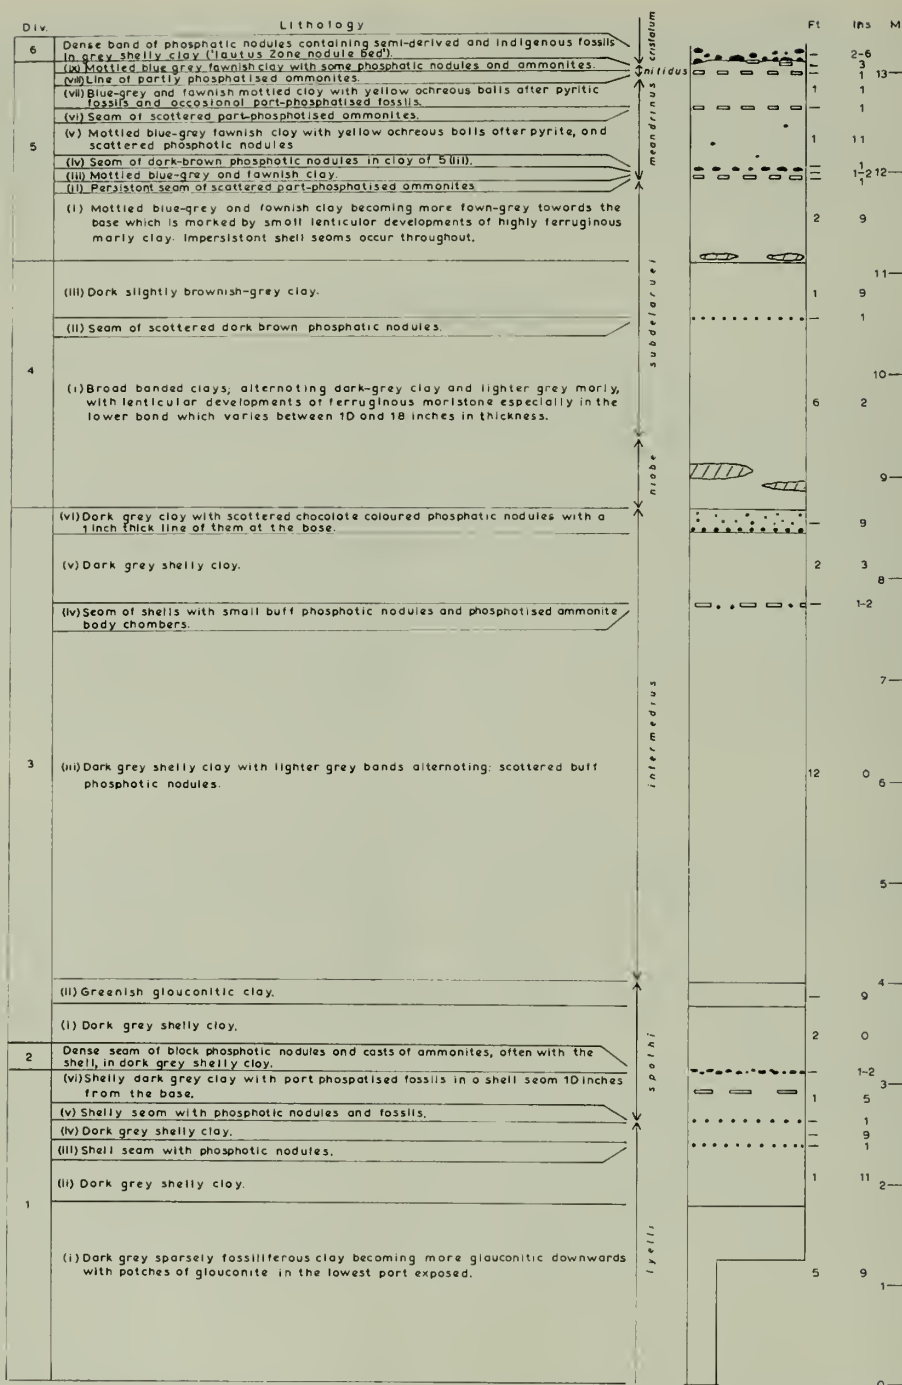 Div. Lithology Ft Ins M
6 Dense band of phosphatic nodules containing semi-derived and indigenous fossils
in grey shelly clay ('lautus Zone nodule bed'). cristatum 2-6
5 (ix) Mottled blue grey fawnish clay with some phosphatic nodules and ammonites. nitidus 3
(viii) Line of partly phosphatised ammonites. 1 13
(vii) Blue-grey and fawnish mottled clay with yellow ochreous balls after pyritic 1 1
fossils and occosional part-phosphatised fossils.
(vi) Seam of scattered part-phosphatised ammonites. meandrinus 1
(v) Mottled blue-grey fawnish clay with yellow ochreous balls after pyrite, and 1 11
scattered phosphatic nodules
(iv) Seam of dark-brown phosphatic nodules in clay of 5(iii). 1
(iii) Mottled blue-grey and fawnish clay. 1-2 12
(ii) Persistant seam of scattered part-phosphatised ammonites 1
(i) Mottled blue-grey and fawnish clay becoming more fawn-grey towards the
base which is marked by small lenticular developments of highly ferruginous 2 9
marly clay. Impersistant shell seams occur throughout.
11
4 (iii) Dark slightly brownish-grey clay. subdelaruei 1 9
(ii) Seam of scattered dark brown phosphatic nodules. 1
10
(i) Broad banded clays; alternating dark-grey clay and lighter grey marly,
with lenticular developments of ferruginous marlstone especially in the 6 2
lower band which varies between 10 and 18 inches in thickness.
niobe 9
3 (vi) Dark grey clay with scattered chocolate coloured phosphatic nodules with a
1 inch thick line of them at the base. 9
(v) Dark grey shelly clay. 2 3
8
(iv) Seam of shells with small buff phosphatic nodules and phosphatised ammonite 1-2
body chambers.
7
intermedius
(iii) Dark grey shelly clay with lighter grey bands alternating: scattered buff 12 0
phosphatic nodules. 6
5
4
(ii) Greenish glauconitic clay. 9
(i) Dark grey shelly clay. spathi 2 0
2 Dense seam of black phosphatic nodules and casts of ammonites, often with the
shell, in dark grey shelly clay. 1-2
1 (vi) Shelly dark grey clay with part phospatised fossils in a shell seam 10 inches 3
from the base. 1 5
(v) Shelly seam with phosphatic nodules and fossils. 1
(iv) Dark grey shelly clay. 9
(iii) Shell seam with phosphatic nodules. 1
(ii) Dark grey shelly clay. 1 11 2
lyelli
(i) Dark grey sparsely fossiliferous clay becoming more glauconitic downwards
with patches of glauconite in the lowest part exposed. 5 9
1
0